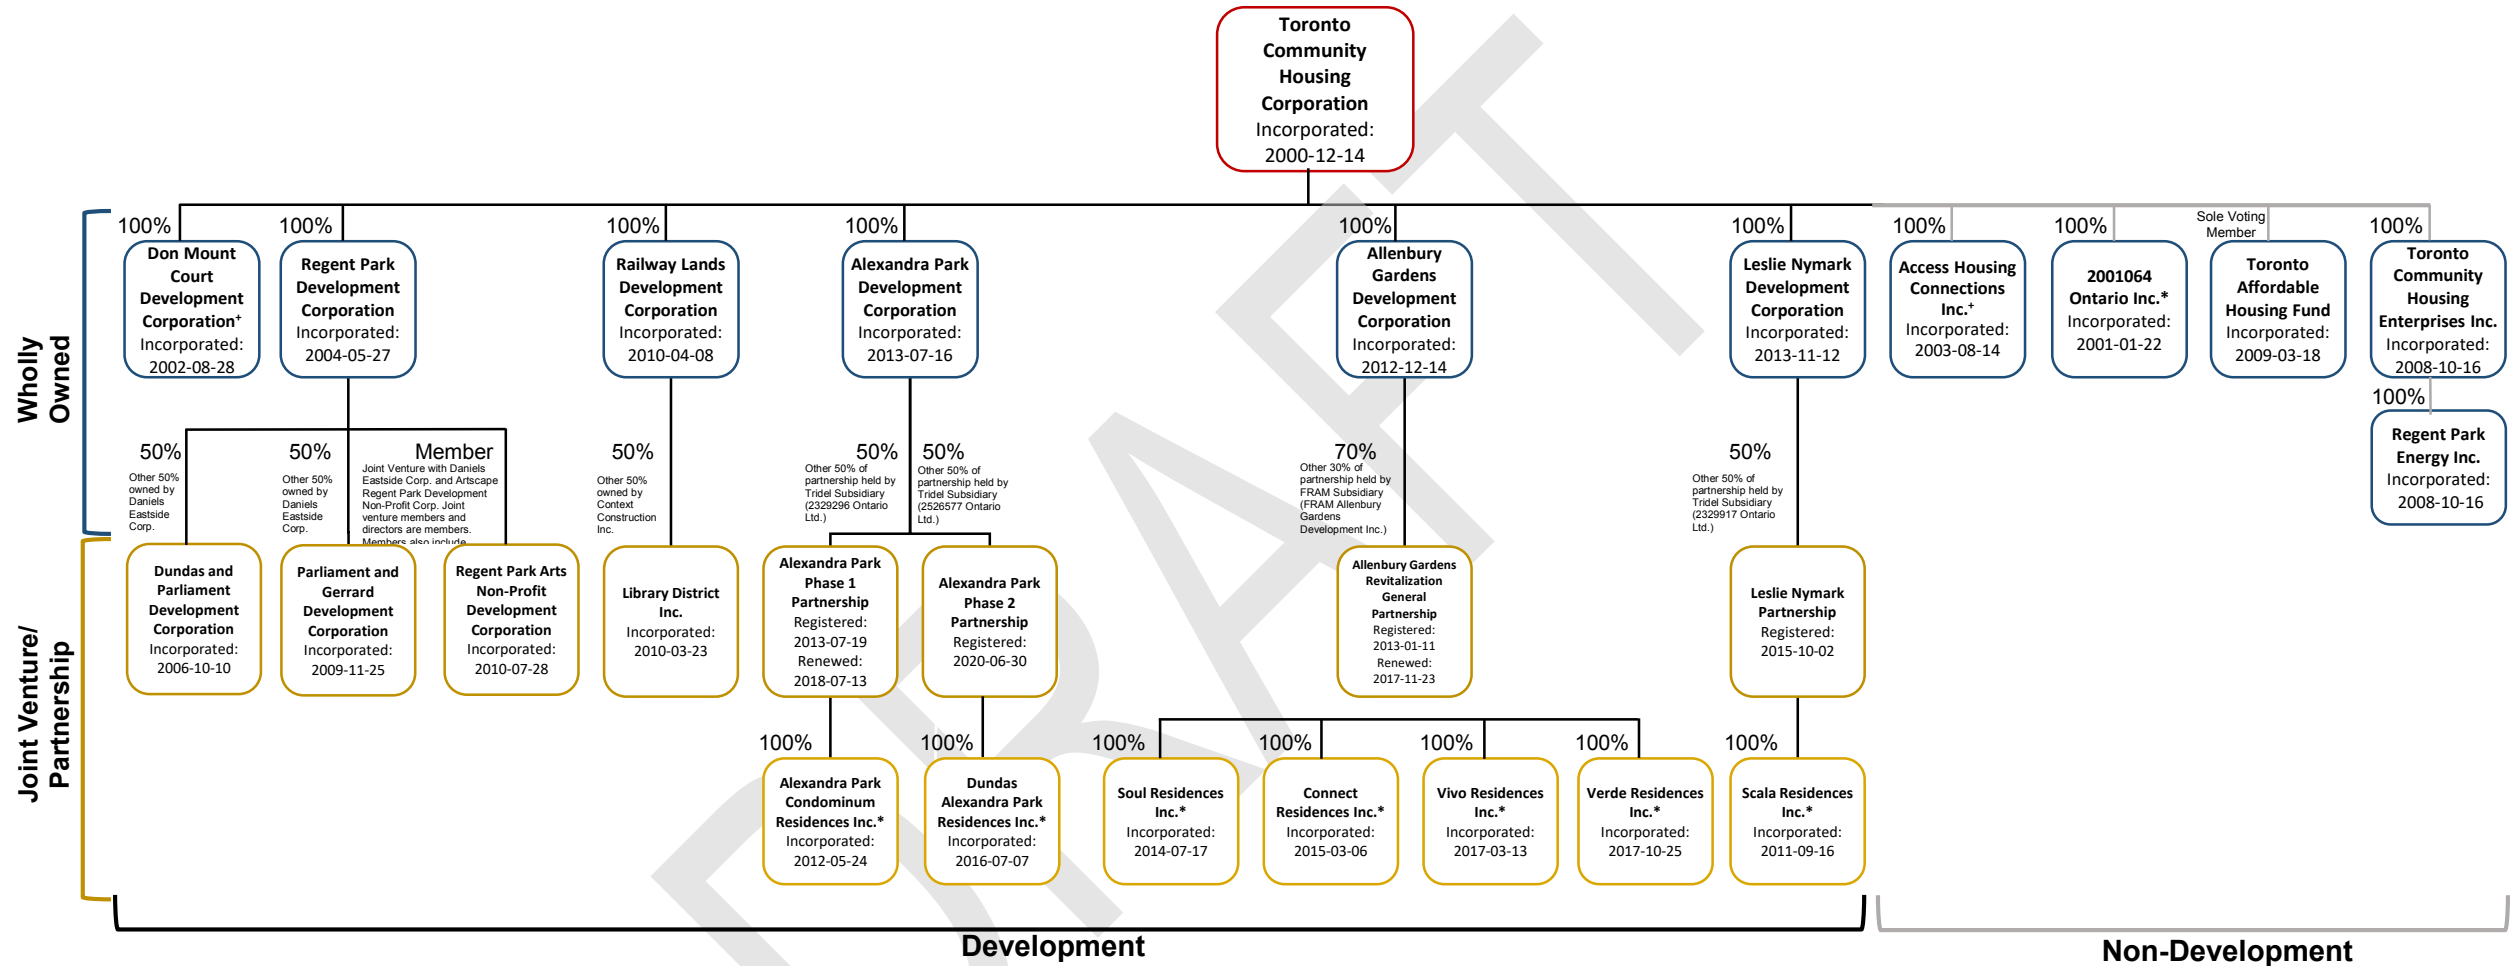 Toronto
Community
Housing
Corporation
Incorporated:
2000-12-14
Wholly
Owned
100%
Don Mount
Court
Development
Corporation+
Incorporated:
2002-08-28
100%
Regent Park
Development
Corporation
Incorporated:
2004-05-27
100%
Railway Lands
Development
Corporation
Incorporated:
2010-04-08
100%
Alexandra Park
Development
Corporation
Incorporated:
2013-07-16
100%
Allenbury
Gardens
Development
Corporation
Incorporated:
2012-12-14
100%
Leslie Nymark
Development
Corporation
Incorporated:
2013-11-12
100%
Access Housing
Connections
Inc.+
Incorporated:
2003-08-14
100%
2001064
Ontario Inc.*
Incorporated:
2001-01-22
Sole Voting
Member
Toronto
Affordable
Housing Fund
Incorporated:
2009-03-18
100%
Toronto
Community
Housing
Enterprises Inc.
Incorporated:
2008-10-16
100%
Regent Park
Energy Inc.
Incorporated:
2008-10-16
50%
Other 50%
owned by
Daniels
Eastside
Corp.
50%
Other 50%
owned by
Daniels
Eastside
Corp.
Member
Joint Venture with Daniels
Eastside Corp. and Artscape
Regent Park Development
Non-Profit Corp. Joint
venture members and
directors are members.
Members also include
50%
Other 50%
owned by
Context
Construction
Inc.
50%
Other 50% of
partnership held by
Tridel Subsidiary
(2329296 Ontario
Ltd.)
50%
Other 50% of
partnership held by
Tridel Subsidiary
(2526577 Ontario
Ltd.)
70%
Other 30% of
partnership held by
FRAM Subsidiary
(FRAM Allenbury
Gardens
Development Inc.)
50%
Other 50% of
partnership held by
Tridel Subsidiary
(2329917 Ontario
Ltd.)
Joint Venture/
Partnership
Dundas and
Parliament
Development
Corporation
Incorporated:
2006-10-10
Parliament and
Gerrard
Development
Corporation
Incorporated:
2009-11-25
Regent Park Arts
Non-Profit
Development
Corporation
Incorporated:
2010-07-28
Library District
Inc.
Incorporated:
2010-03-23
Alexandra Park
Phase 1
Partnership
Registered:
2013-07-19
Renewed:
2018-07-13
Alexandra Park
Phase 2
Partnership
Registered:
2020-06-30
Allenbury Gardens
Revitalization
General
Partnership
Registered:
2013-01-11
Renewed:
2017-11-23
Leslie Nymark
Partnership
Registered:
2015-10-02
100%
Alexandra Park
Condominum
Residences Inc.*
Incorporated:
2012-05-24
100%
Dundas
Alexandra Park
Residences Inc.*
Incorporated:
2016-07-07
100%
Soul Residences
Inc.*
Incorporated:
2014-07-17
100%
Connect
Residences Inc.*
Incorporated:
2015-03-06
100%
Vivo Residences
Inc.*
Incorporated:
2017-03-13
100%
Verde Residences
Inc.*
Incorporated:
2017-10-25
100%
Scala Residences
Inc.*
Incorporated:
2011-09-16
Development
Non-Development
DRAFT